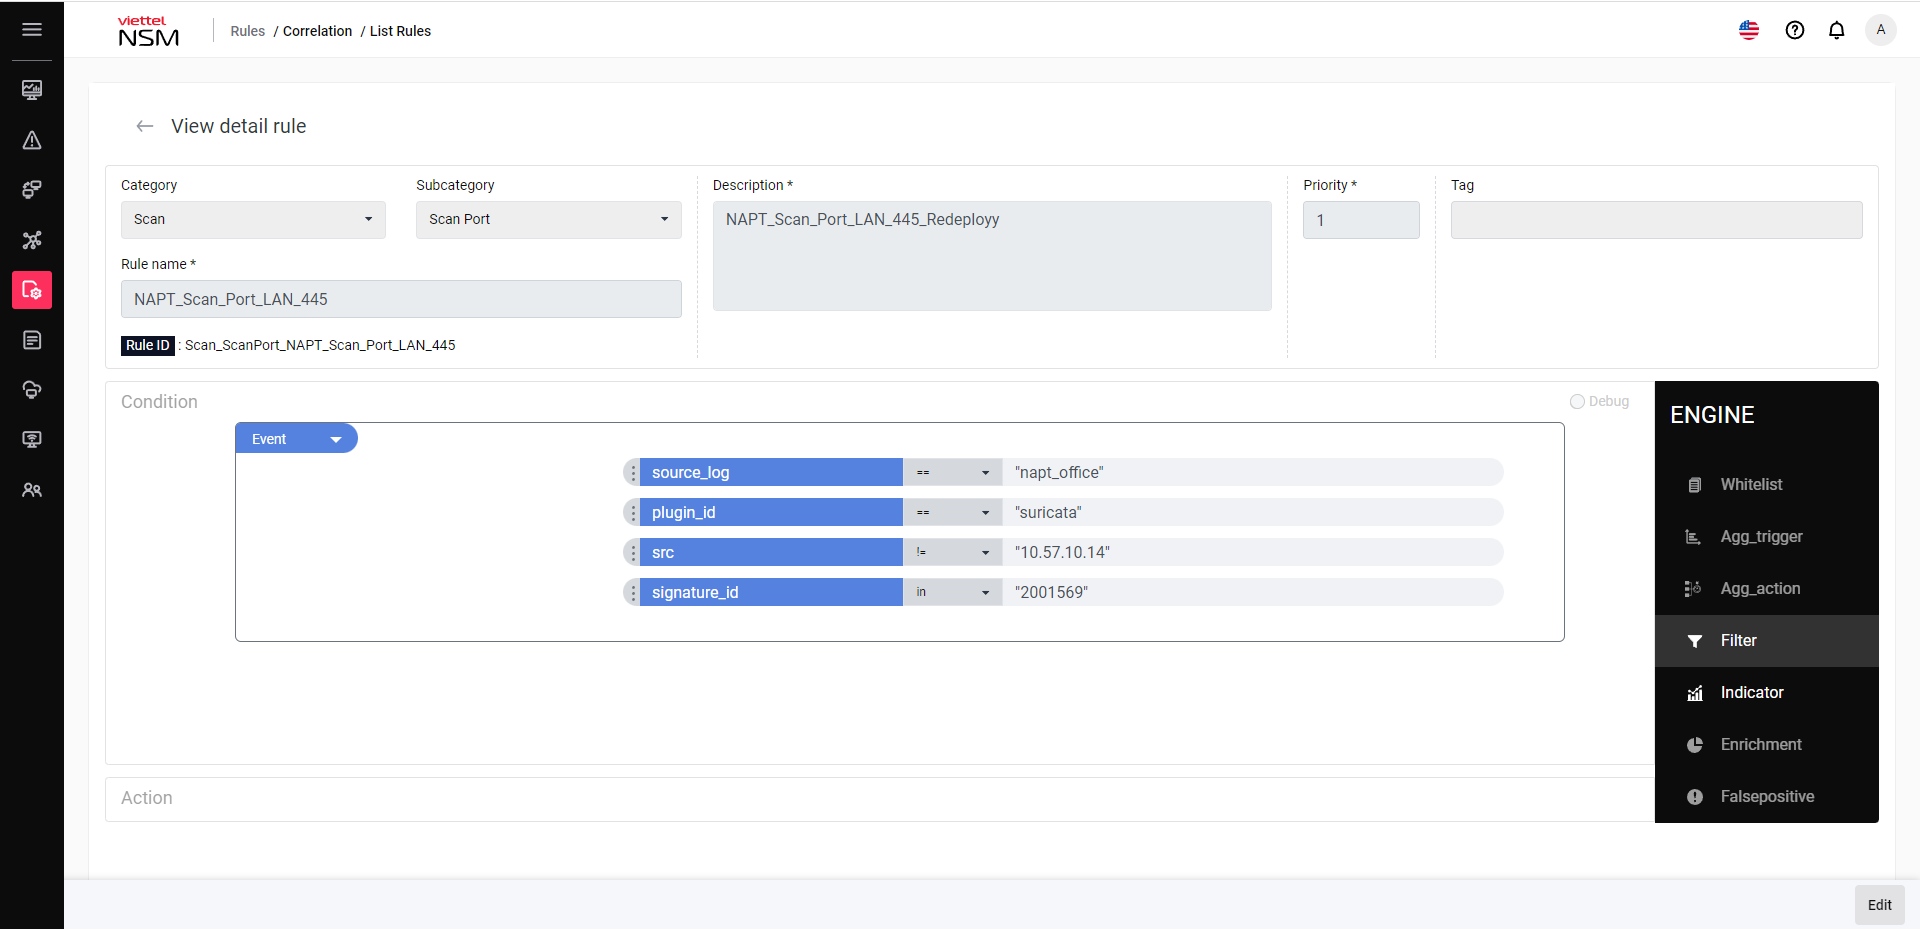 viettel
NSM
Rules / Correlation / List Rules
A
View detail rule
Category
Subcategory
Description *
Priority *
Tag
Scan
Scan Port
NAPT_Scan_Port_LAN_445_Redeployy
1
Rule name *
NAPT_Scan_Port_LAN_445
Rule ID : Scan_ScanPort_NAPT_Scan_Port_LAN_445
Condition
Debug
Event
source_log == "napt_office"
plugin_id == "suricata"
src != "10.57.10.14"
signature_id in "2001569"
Action
ENGINE
Whitelist
Agg_trigger
Agg_action
Filter
Indicator
Enrichment
Falsepositive
Edit